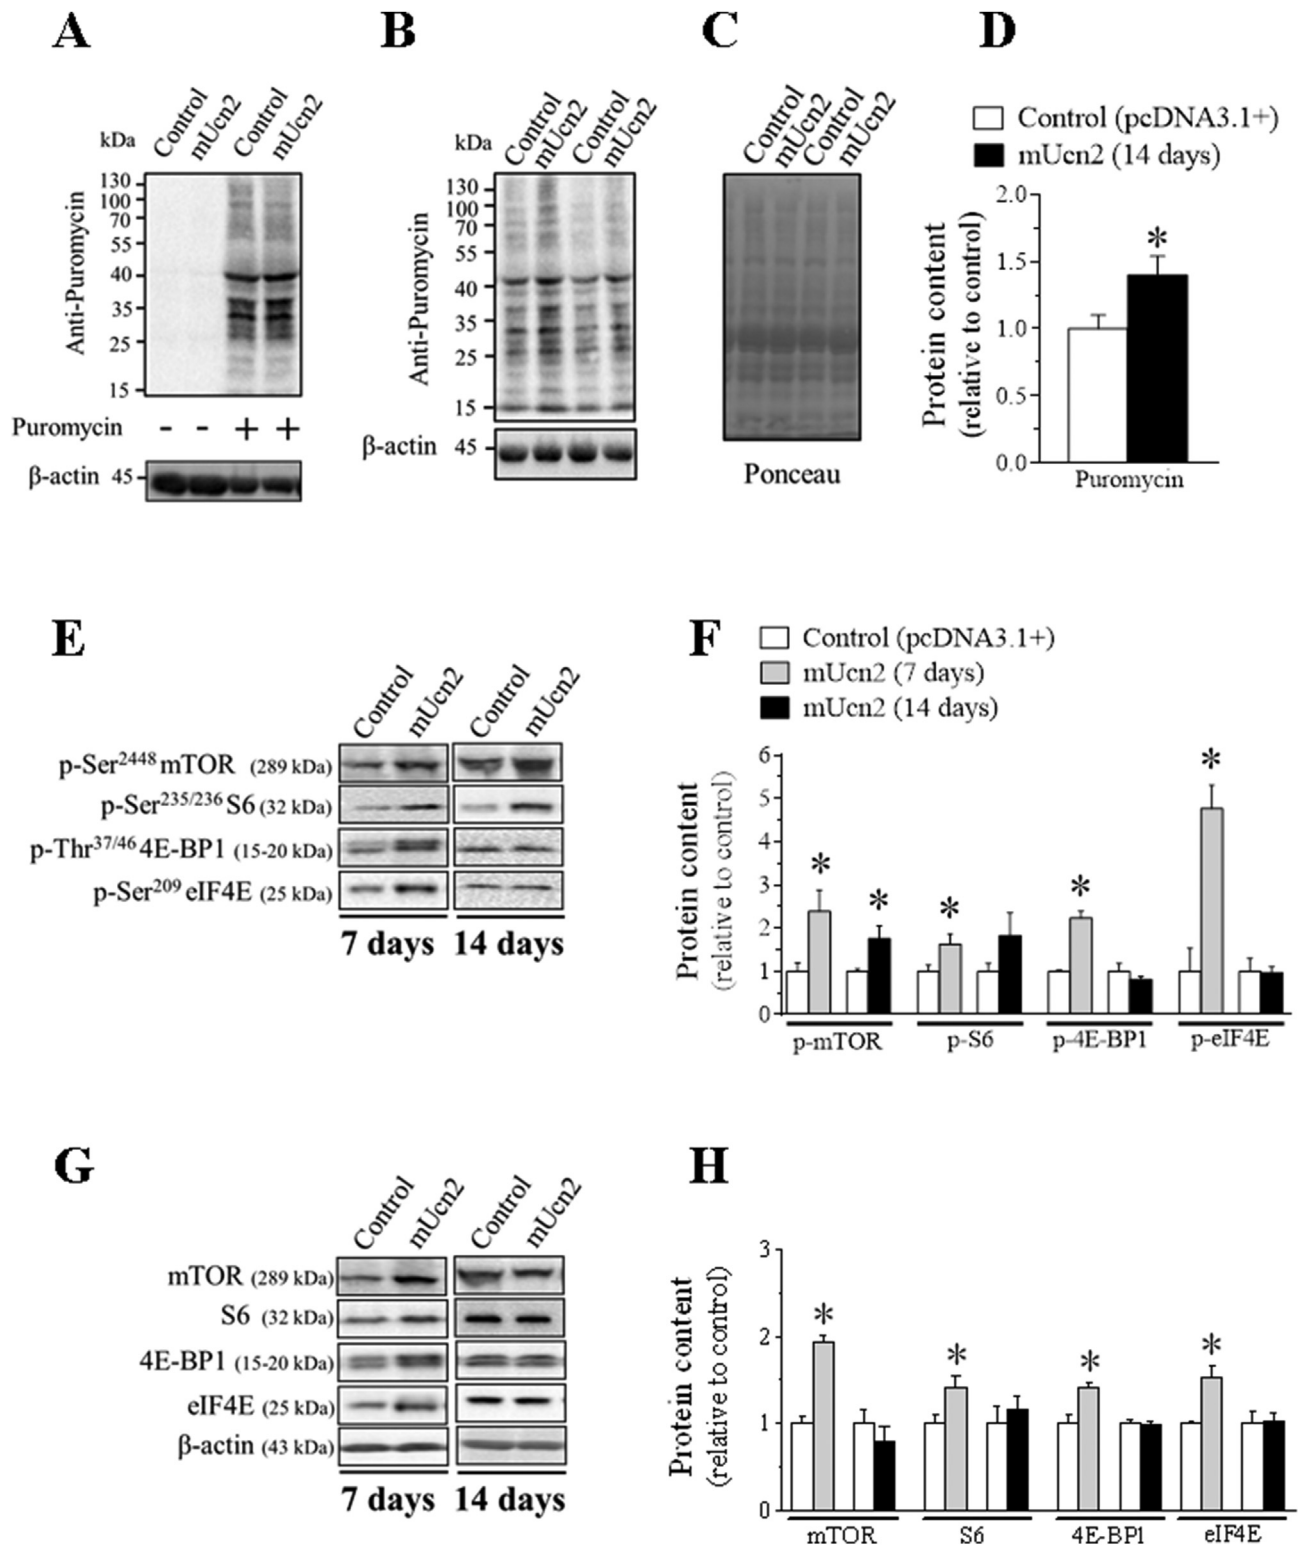 A
B
C
D
Control
mUcn2
Control
mUcn2
kDa
130
100
70
55
40
35
25
15
Anti-Puromycin
Puromycin
- - + +
β-actin 45
Control
mUcn2
Control
mUcn2
kDa
130
100
70
55
40
35
25
15
Anti-Puromycin
β-actin 45
Control
mUcn2
Control
mUcn2
Ponceau
Control (pcDNA3.1+)
mUcn2 (14 days)
Protein content
(relative to control)
2.0
1.5
1.0
0.5
0.0
*
Puromycin
E
Control
mUcn2
Control
mUcn2
p-Ser2448 mTOR (289 kDa)
p-Ser235/236 S6 (32 kDa)
p-Thr37/46 4E-BP1 (15-20 kDa)
p-Ser209 eIF4E (25 kDa)
7 days 14 days
F
Control (pcDNA3.1+)
mUcn2 (7 days)
mUcn2 (14 days)
Protein content
(relative to control)
6
5
4
3
2
1
0
* * * * *
p-mTOR p-S6 p-4E-BP1 p-eIF4E
G
Control
mUcn2
Control
mUcn2
mTOR (289 kDa)
S6 (32 kDa)
4E-BP1 (15-20 kDa)
eIF4E (25 kDa)
β-actin (43 kDa)
7 days 14 days
H
Protein content
(relative to control)
3
2
1
0
* * * *
mTOR S6 4E-BP1 eIF4E